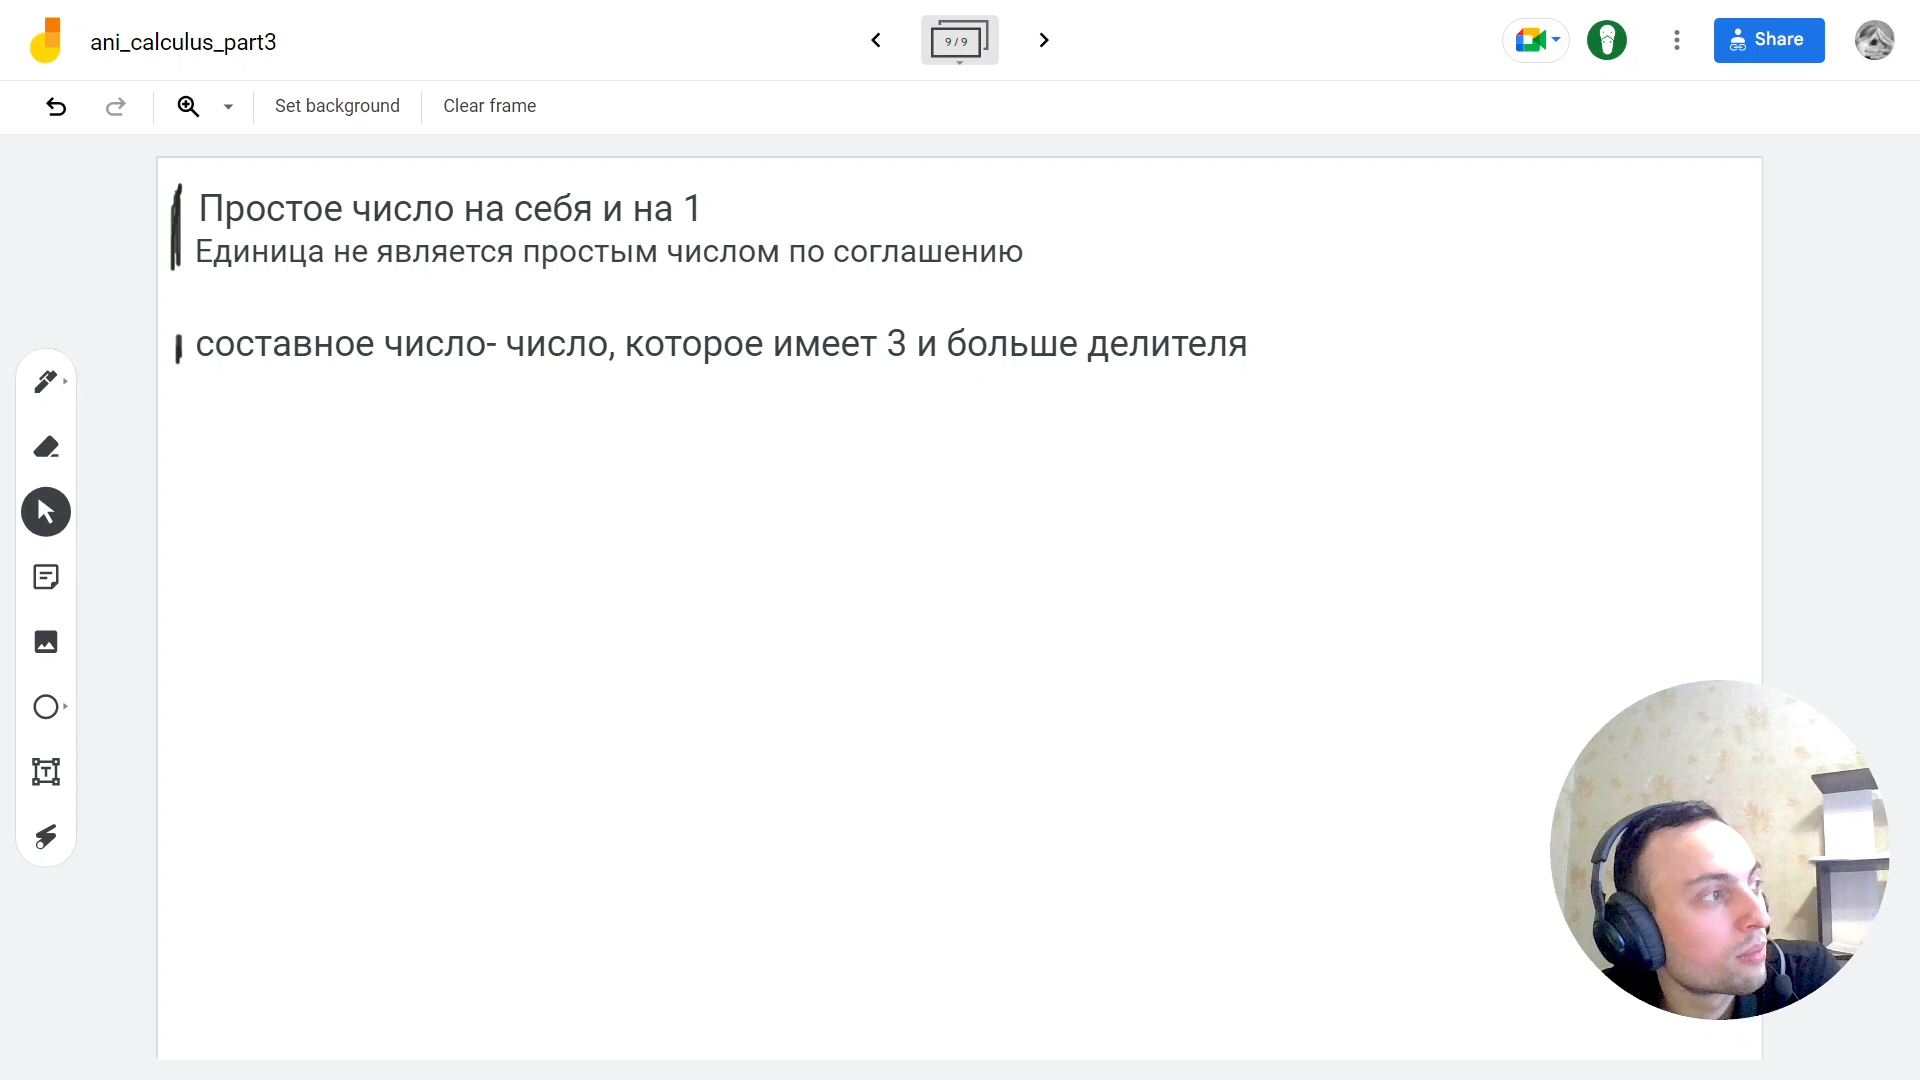 ani_calculus_part3
9 / 9
Share
Set background
Clear frame
Простое число на себя и на 1
Единица не является простым числом по соглашению
составное число- число, которое имеет 3 и больше делителя